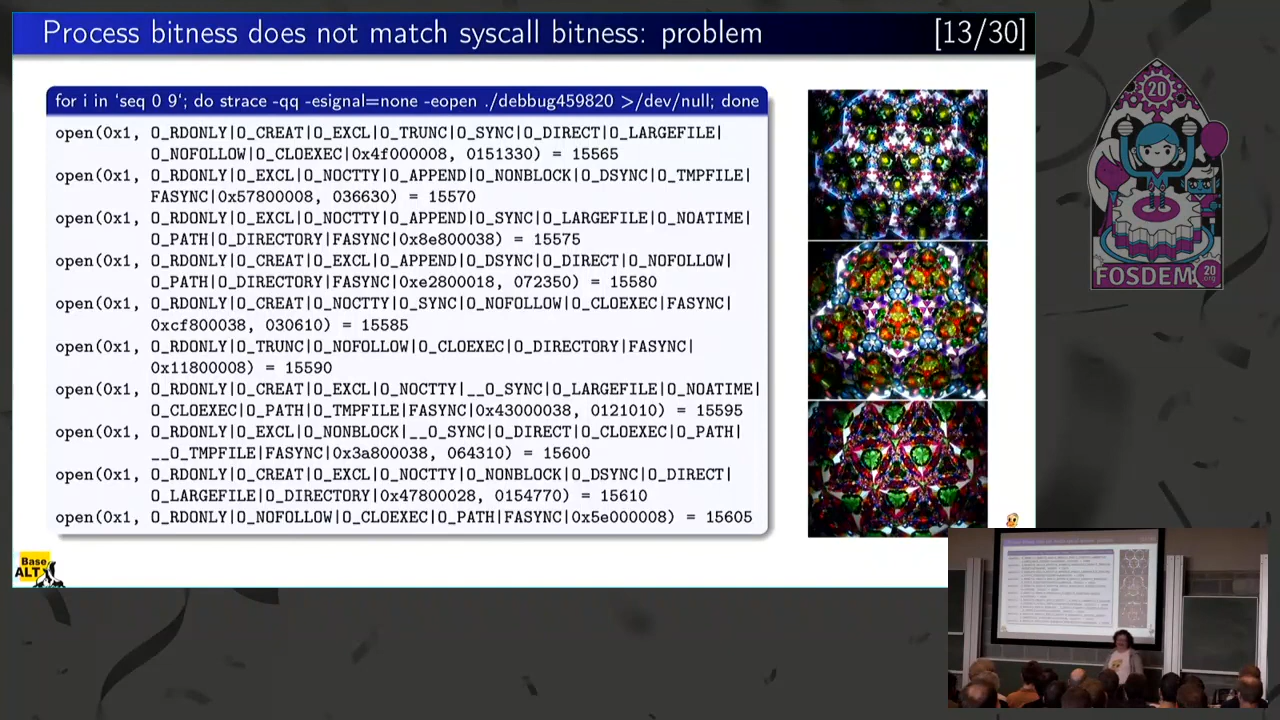 Process bitness does not match syscall bitness: problem [13/30]
for i in ‘seq 0 9‘; do strace -qq -esignal=none -eopen ./debbug459820 >/dev/null; done
open(0x1, O_RDONLY|O_CREAT|O_EXCL|O_TRUNC|O_SYNC|O_DIRECT|O_LARGEFILE|
O_NOFOLLOW|O_CLOEXEC|0x4f000008, 0151330) = 15565
open(0x1, O_RDONLY|O_EXCL|O_NOCTTY|O_APPEND|O_NONBLOCK|O_DSYNC|O_TMPFILE|
FASYNC|0x57800008, 036630) = 15570
open(0x1, O_RDONLY|O_EXCL|O_NOCTTY|O_APPEND|O_SYNC|O_LARGEFILE|O_NOATIME|
O_PATH|O_DIRECTORY|FASYNC|0x8e800038) = 15575
open(0x1, O_RDONLY|O_CREAT|O_EXCL|O_APPEND|O_DSYNC|O_DIRECT|O_NOFOLLOW|
O_PATH|O_DIRECTORY|FASYNC|0xe2800018, 072350) = 15580
open(0x1, O_RDONLY|O_CREAT|O_NOCTTY|O_SYNC|O_NOFOLLOW|O_CLOEXEC|FASYNC|
0xcf800038, 030610) = 15585
open(0x1, O_RDONLY|O_TRUNC|O_NOFOLLOW|O_CLOEXEC|O_DIRECTORY|FASYNC|
0x11800008) = 15590
open(0x1, O_RDONLY|O_CREAT|O_EXCL|O_NOCTTY|__O_SYNC|O_LARGEFILE|O_NOATIME|
O_CLOEXEC|O_PATH|O_TMPFILE|FASYNC|0x43000038, 0121010) = 15595
open(0x1, O_RDONLY|O_EXCL|O_NONBLOCK|__O_SYNC|O_DIRECT|O_CLOEXEC|O_PATH|
__O_TMPFILE|FASYNC|0x3a800038, 064310) = 15600
open(0x1, O_RDONLY|O_CREAT|O_EXCL|O_NOCTTY|O_NONBLOCK|O_DSYNC|O_DIRECT|
O_LARGEFILE|O_DIRECTORY|0x47800028, 0154770) = 15610
open(0x1, O_RDONLY|O_NOFOLLOW|O_CLOEXEC|O_PATH|FASYNC|0x5e000008) = 15605
Base
ALT
20
FOSDEM 20
.org